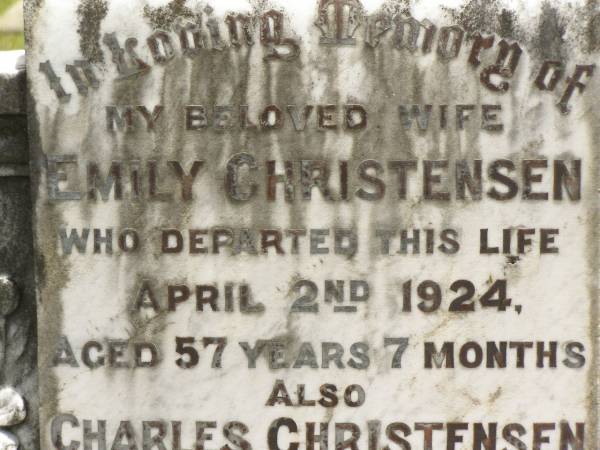 In Loving Memory of
MY BELOVED WIFE
EMILY CHRISTENSEN
WHO DEPARTED THIS LIFE
APRIL 2ND 1924,
AGED 57 YEARS 7 MONTHS
ALSO
CHARLES CHRISTENSEN